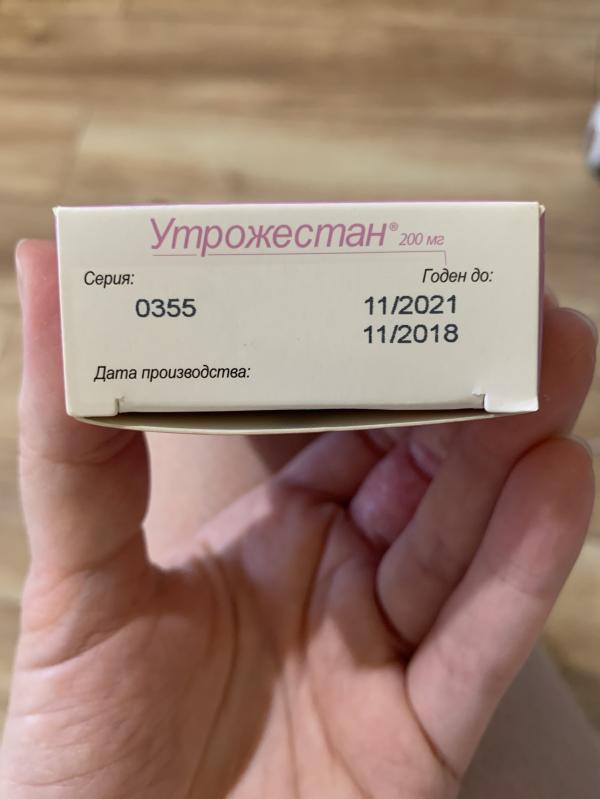 Утрожестан® 200 мг
Серия: Годен до:
0355 11/2021
11/2018
Дата производства: